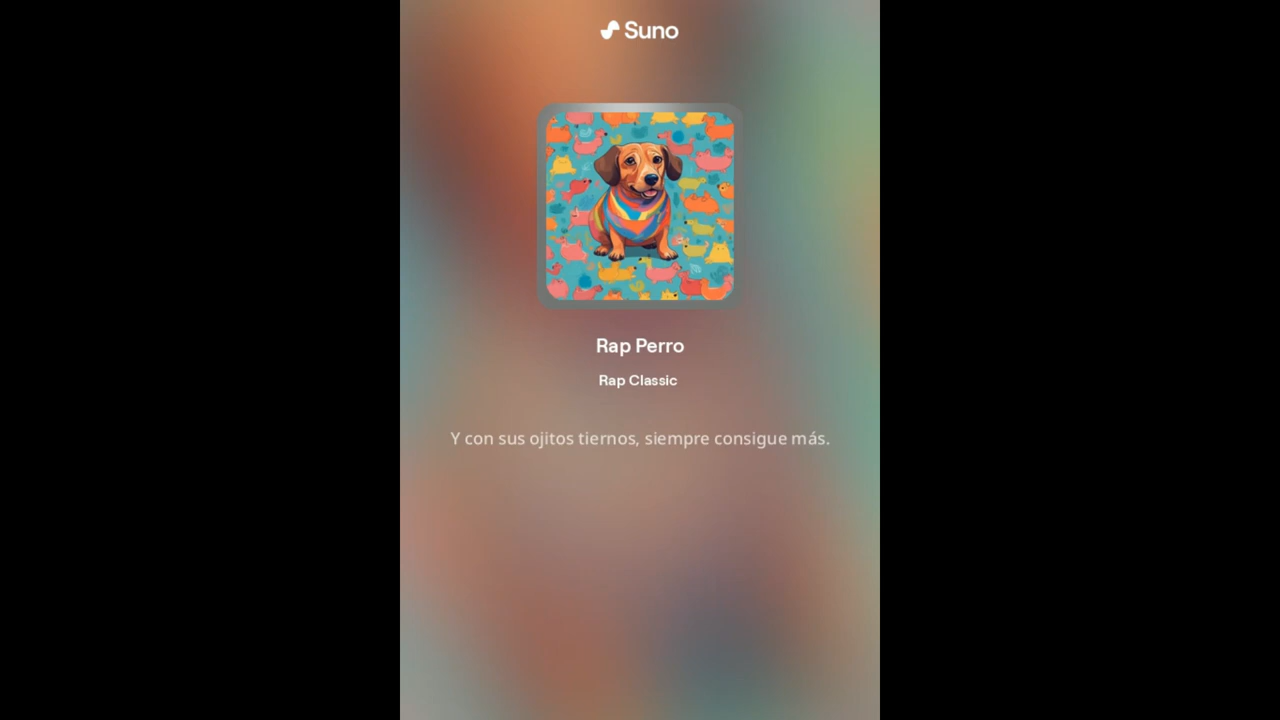 Suno
Rap Perro
Rap Classic
Y con sus ojitos tiernos, siempre consigue más.